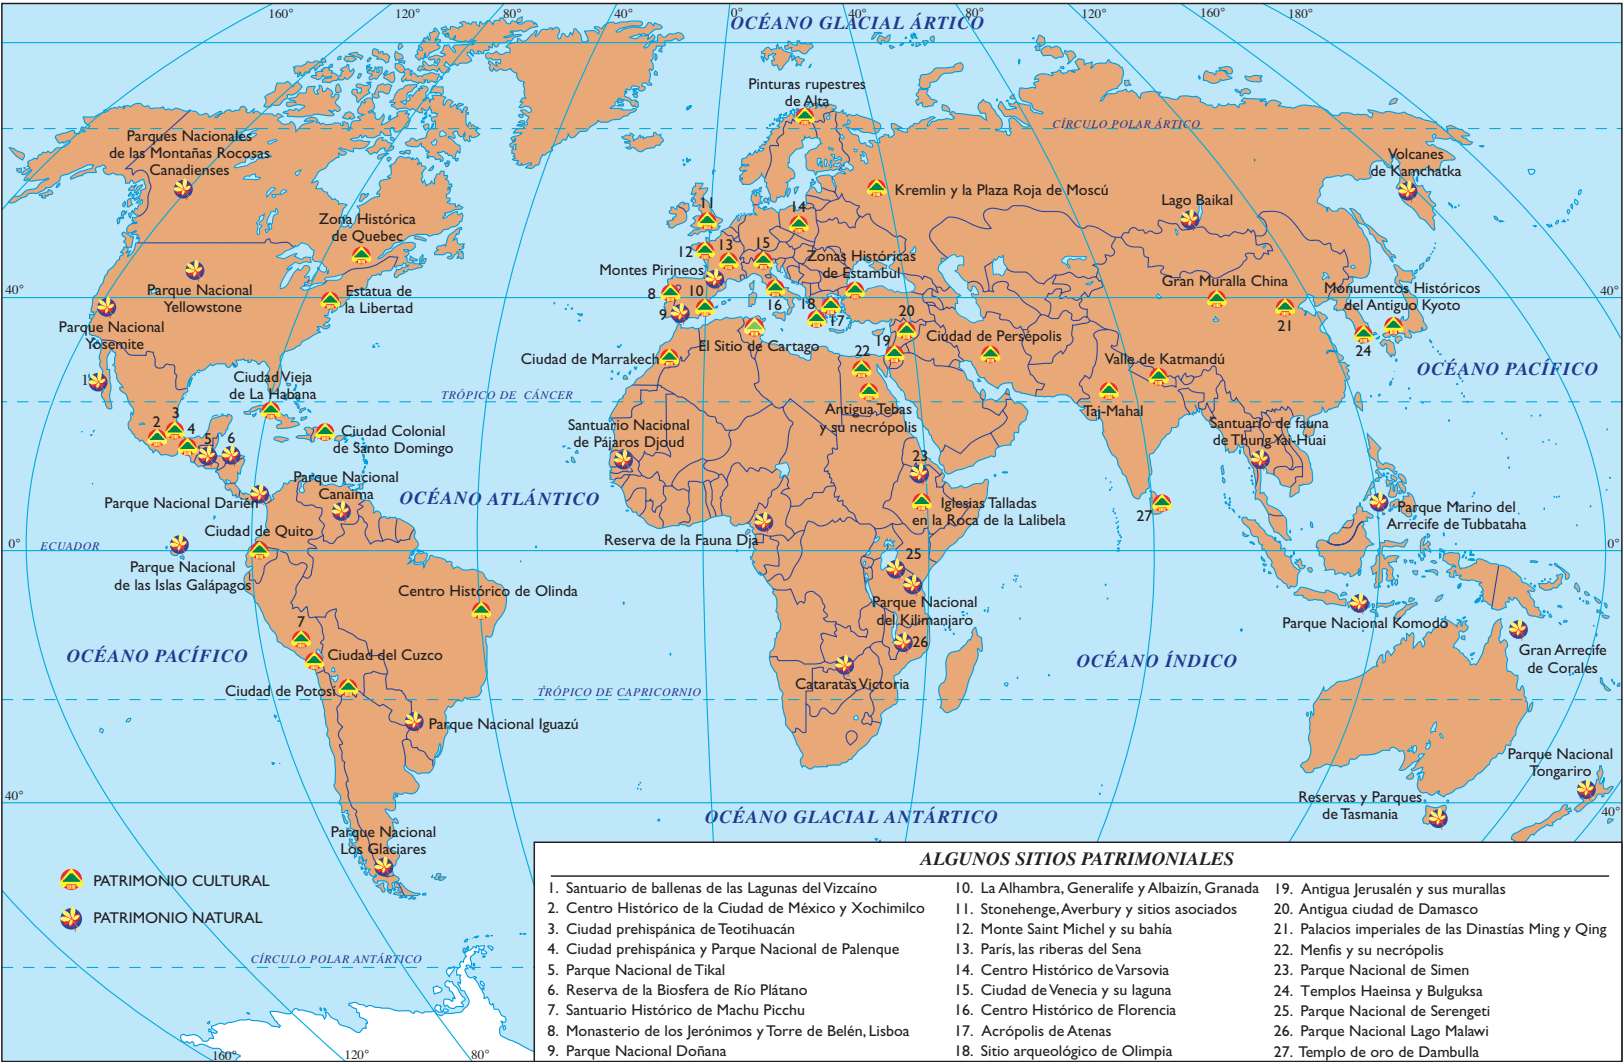 160°
120°
80°
40°
0°
40°
80°
120°
160°
180°
OCÉANO GLACIAL ÁRTICO
Pinturas rupestres
de Alta
CÍRCULO POLAR ÁRTICO
Parques Nacionales
de las Montañas Rocosas
Canadienses
Volcanes
de Kamchatka
Kremlin y la Plaza Roja de Moscú
Lago Baikal
11
14
Zona Histórica
de Quebec
12
13
15
Zonas Históricas
de Estambul
Montes Pirineos
Gran Muralla China
Parque Nacional
Yellowstone
Estatua de
la Libertad
8
10
9
16
18
17
20
19
21
Monumentos Históricos
del Antiguo Kyoto
24
40°
40°
Parque Nacional
Yosemite
El Sitio de Cartago
Ciudad de Persépolis
Ciudad de Marrakech
22
Valle de Katmandú
OCÉANO PACÍFICO
1
Ciudad Vieja
de La Habana
TRÓPICO DE CÁNCER
Antigua Tebas
y su necrópolis
Taj-Mahal
2
3
4
5
6
Ciudad Colonial
de Santo Domingo
Santuario Nacional
de Pájaros Djoud
Santuario de fauna
de Thung Yai-Huai
23
Parque Nacional
Canaima
OCÉANO ATLÁNTICO
Parque Nacional Darién
Iglesias Talladas
en la Roca de la Lalibela
27
Parque Marino del
Arrecife de Tubbataha
Ciudad de Quito
Reserva de la Fauna Dja
0°
ECUADOR
0°
25
Parque Nacional
de las Islas Galápagos
Centro Histórico de Olinda
Parque Nacional
del Kilimanjaro
Parque Nacional Komodo
7
26
Gran Arrecife
de Corales
OCÉANO PACÍFICO
Ciudad del Cuzco
OCÉANO ÍNDICO
Ciudad de Potosí
TRÓPICO DE CAPRICORNIO
Cataratas Victoria
Parque Nacional Iguazú
Parque Nacional
Tongariro
40°
Reservas y Parques
de Tasmania
40°
OCÉANO GLACIAL ANTÁRTICO
Parque Nacional
Los Glaciares
PATRIMONIO CULTURAL
PATRIMONIO NATURAL
CÍRCULO POLAR ANTÁRTICO
160°
120°
80°
ALGUNOS SITIOS PATRIMONIALES
1. Santuario de ballenas de las Lagunas del Vizcaíno
2. Centro Histórico de la Ciudad de México y Xochimilco
3. Ciudad prehispánica de Teotihuacán
4. Ciudad prehispánica y Parque Nacional de Palenque
5. Parque Nacional de Tikal
6. Reserva de la Biosfera de Río Plátano
7. Santuario Histórico de Machu Picchu
8. Monasterio de los Jerónimos y Torre de Belén, Lisboa
9. Parque Nacional Doñana
10. La Alhambra, Generalife y Albaizín, Granada
11. Stonehenge, Averbury y sitios asociados
12. Monte Saint Michel y su bahía
13. París, las riberas del Sena
14. Centro Histórico de Varsovia
15. Ciudad de Venecia y su laguna
16. Centro Histórico de Florencia
17. Acrópolis de Atenas
18. Sitio arqueológico de Olimpia
19. Antigua Jerusalén y sus murallas
20. Antigua ciudad de Damasco
21. Palacios imperiales de las Dinastías Ming y Qing
22. Menfis y su necrópolis
23. Parque Nacional de Simen
24. Templos Haeinsa y Bulguksa
25. Parque Nacional de Serengeti
26. Parque Nacional Lago Malawi
27. Templo de oro de Dambulla